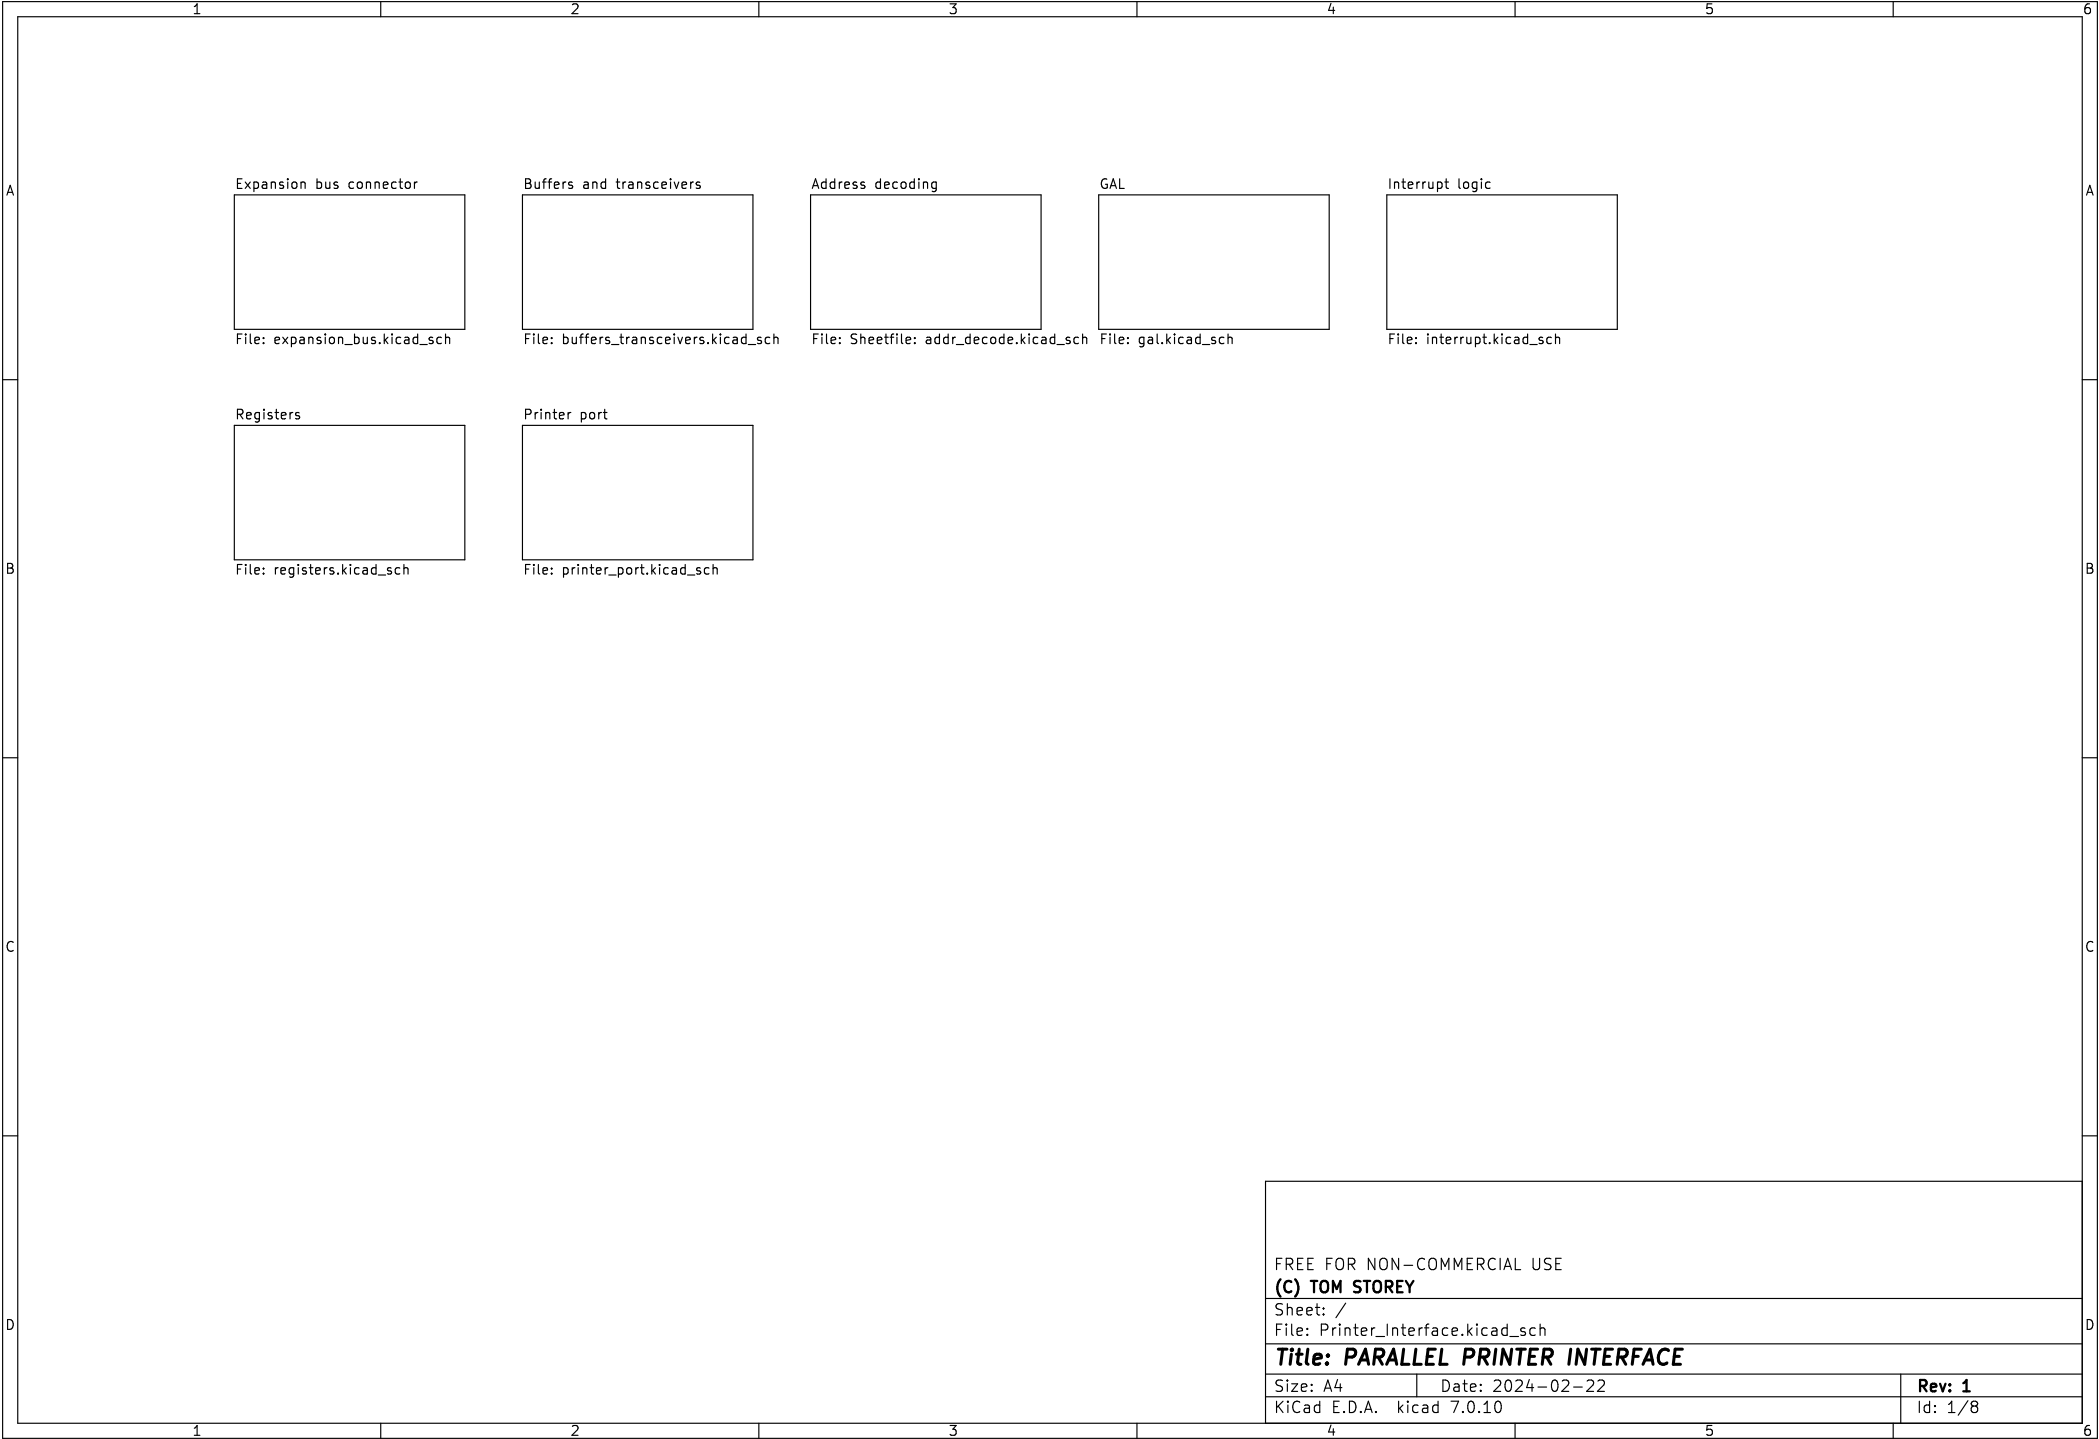 1 2 3 4 5 6
Expansion bus connector
Buffers and transceivers
Address decoding
GAL
Interrupt logic
A A
File: expansion_bus.kicad_sch
File: buffers_transceivers.kicad_sch
File: Sheetfile: addr_decode.kicad_sch
File: gal.kicad_sch
File: interrupt.kicad_sch
Registers
Printer port
B B
File: registers.kicad_sch
File: printer_port.kicad_sch
C C
FREE FOR NON-COMMERCIAL USE
(C) TOM STOREY
Sheet: /
D D
File: Printer_Interface.kicad_sch
Title: PARALLEL PRINTER INTERFACE
Size: A4 Date: 2024-02-22 Rev: 1
KiCad E.D.A. kicad 7.0.10 Id: 1/8
1 2 3 4 5 6